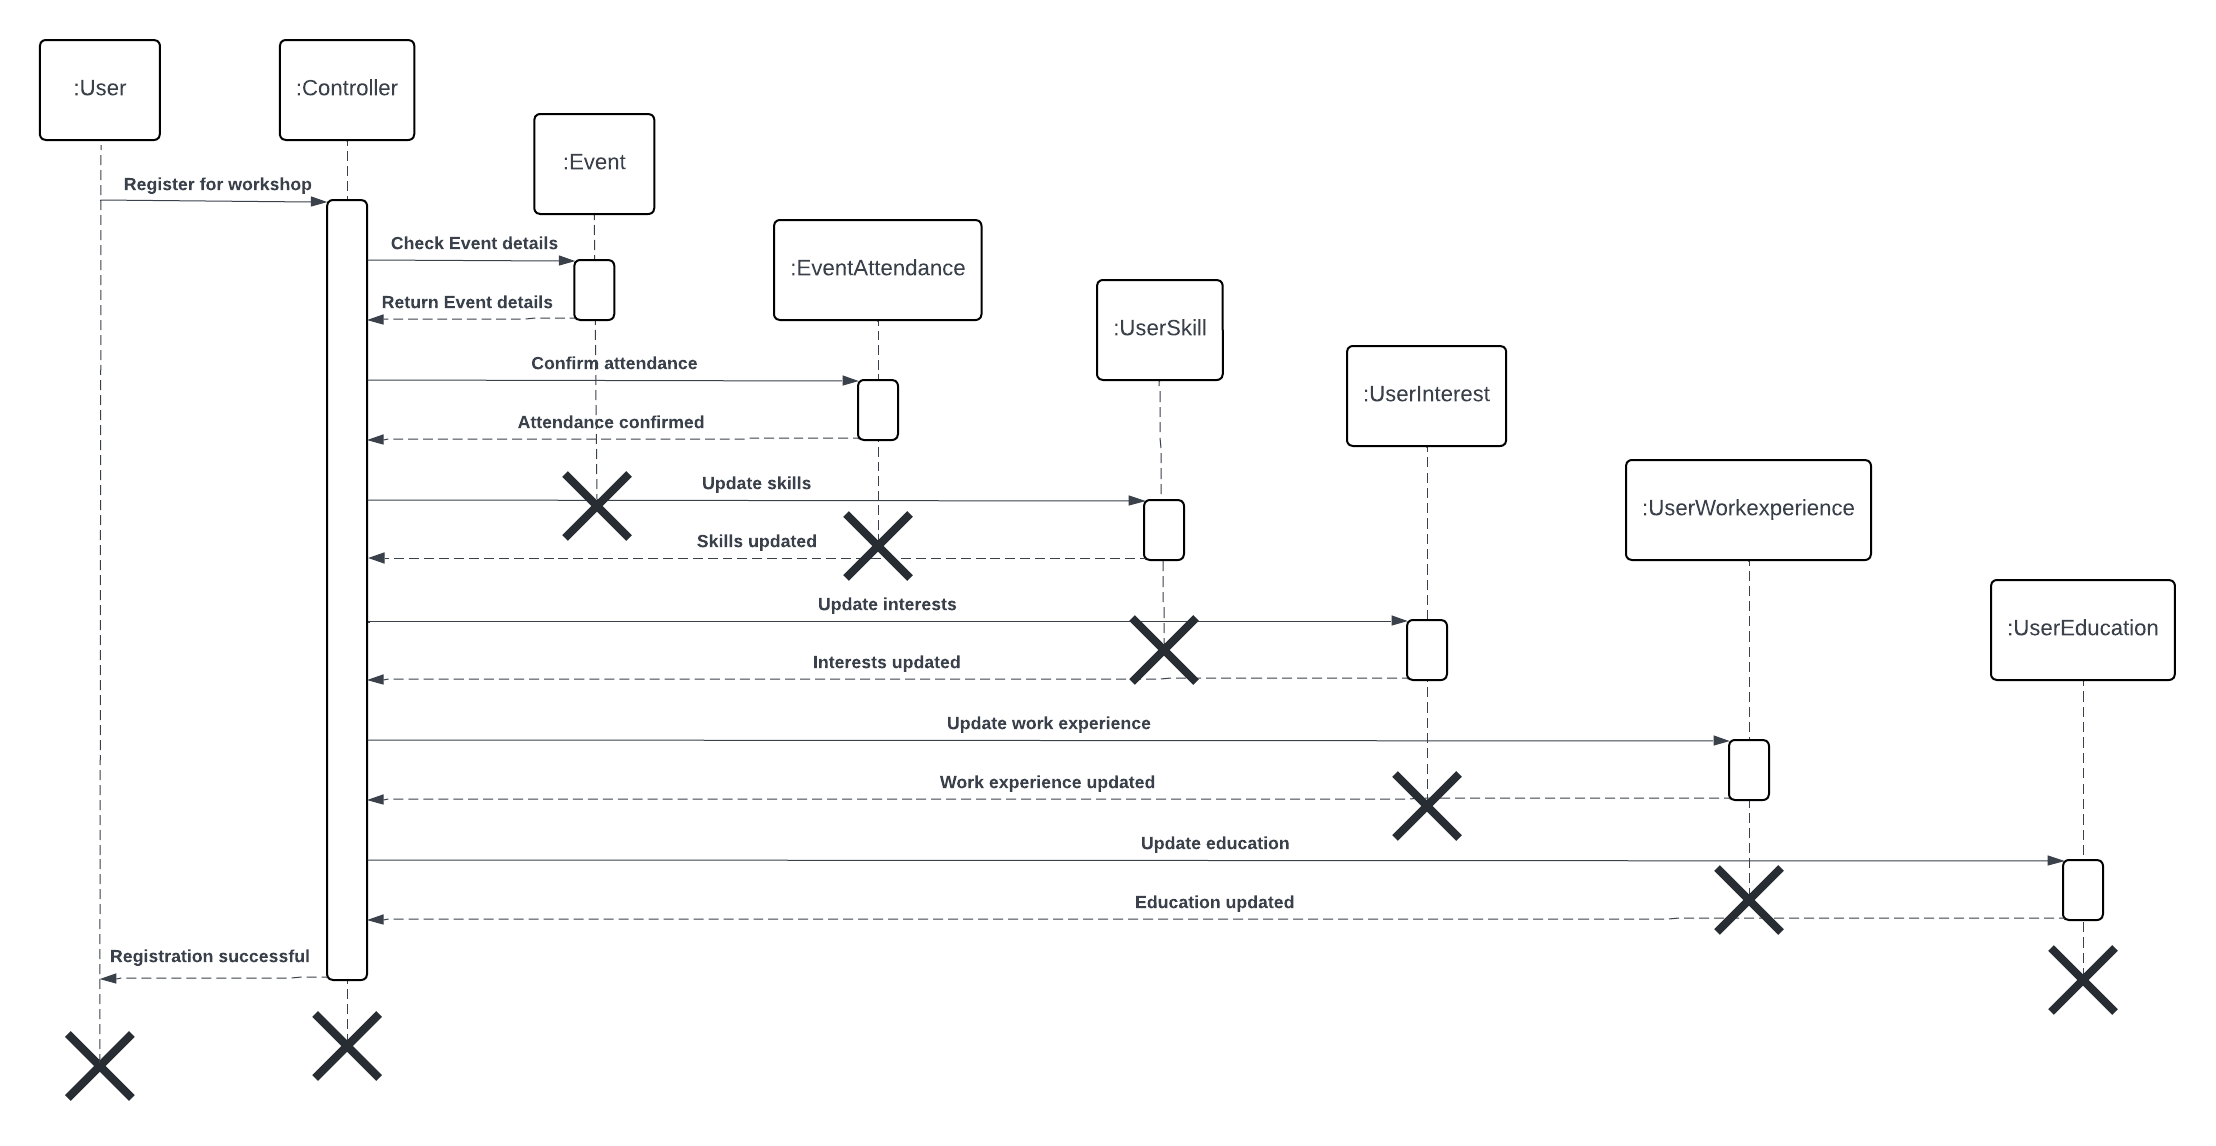 :User
:Controller
:Event
Register for workshop
Check Event details
:EventAttendance
Return Event details
:UserSkill
Confirm attendance
:UserInterest
Attendance confirmed
Update skills
:UserWorkexperience
Skills updated
Update interests
:UserEducation
Interests updated
Update work experience
Work experience updated
Update education
Education updated
Registration successful